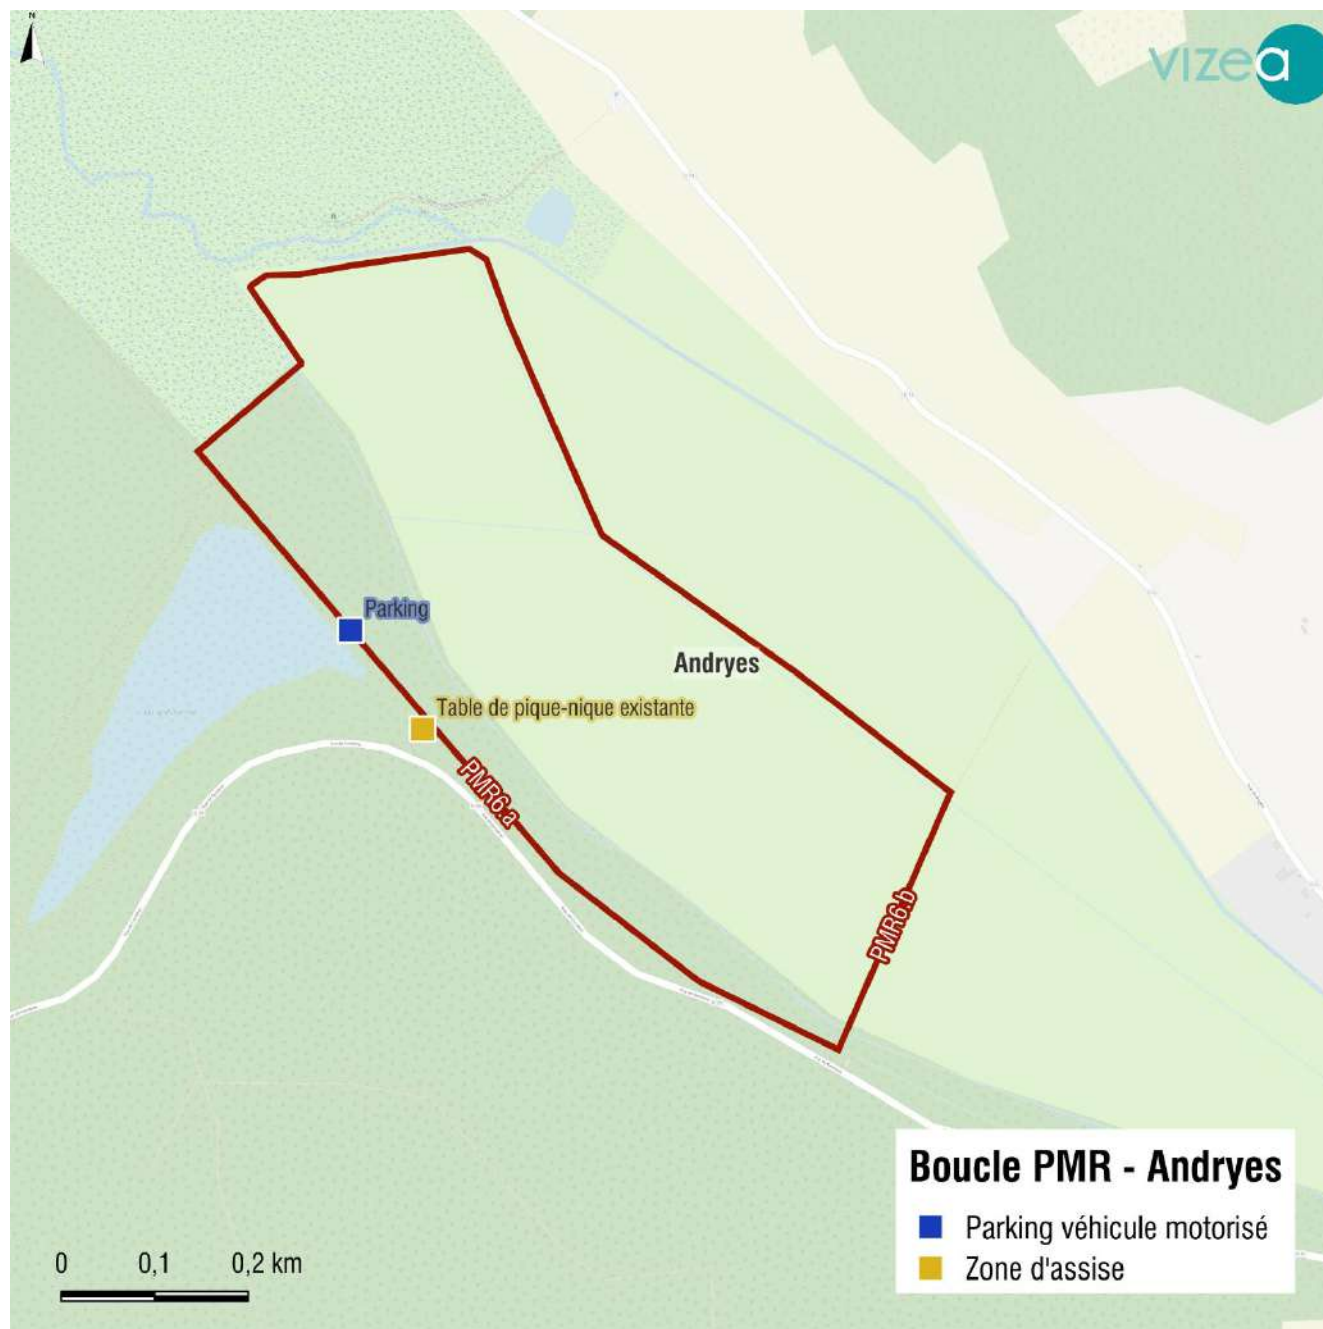 N
vizea
Parking
Andryes
Table de pique-nique existante
PMR6.a
PMR6.b
Boucle PMR - Andryes
Parking véhicule motorisé
Zone d'assise
0 0,1 0,2 km